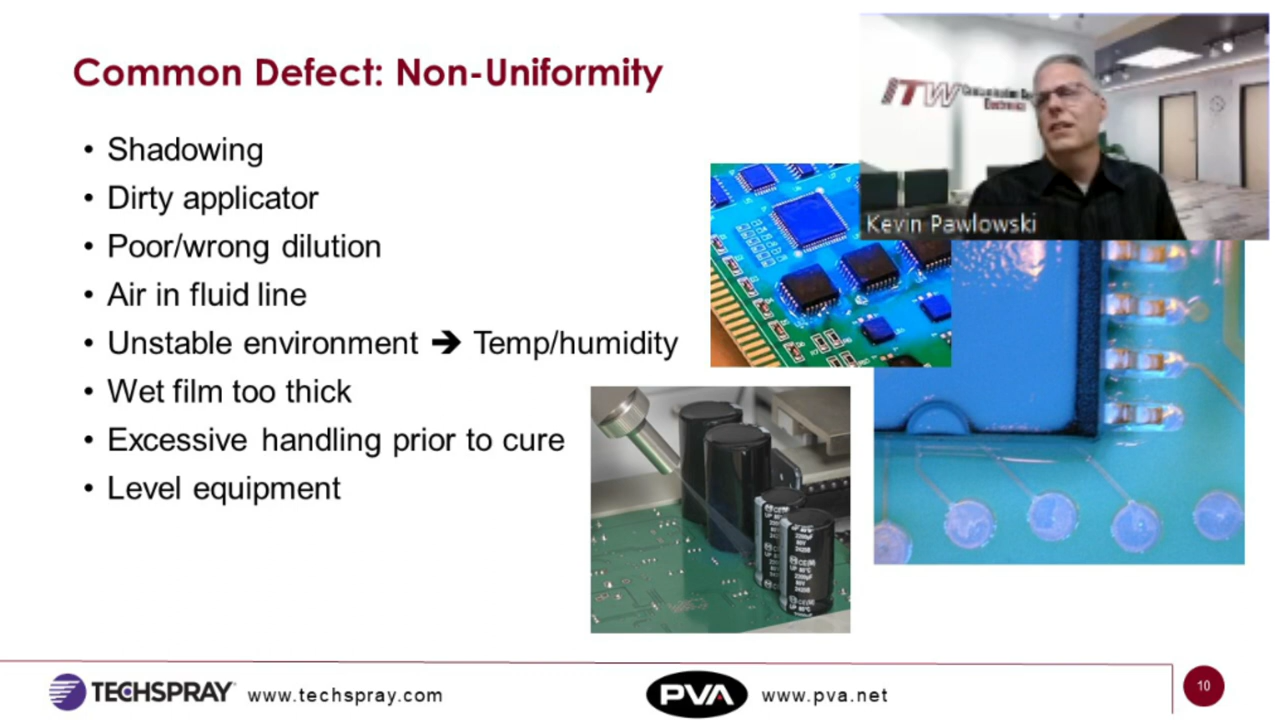 Common Defect: Non-Uniformity
• Shadowing
• Dirty applicator
• Poor/wrong dilution
• Air in fluid line
• Unstable environment ➔ Temp/humidity
• Wet film too thick
• Excessive handling prior to cure
• Level equipment
ITW
Electronics
Kevin Pawlowski
TECHSPRAY
www.techspray.com
PVA
www.pva.net
10